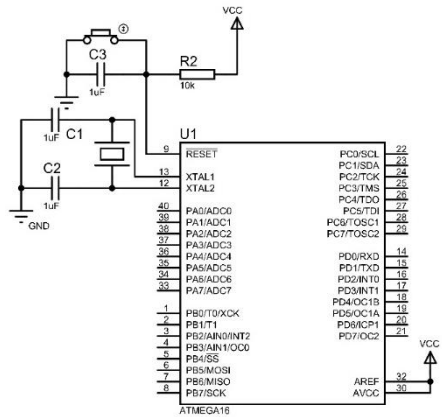 VCC
C3
1uF
R2
10k
C1
1uF
C2
1uF
GND
U1
9 RESET
13 XTAL1
12 XTAL2
40 PA0/ADC0
39 PA1/ADC1
38 PA2/ADC2
37 PA3/ADC3
36 PA4/ADC4
35 PA5/ADC5
34 PA6/ADC6
33 PA7/ADC7
1 PB0/T0/XCK
2 PB1/T1
3 PB2/AIN0/INT2
4 PB3/AIN1/OC0
5 PB4/SS
6 PB5/MOSI
7 PB6/MISO
8 PB7/SCK
PC0/SCL 22
PC1/SDA 23
PC2/TCK 24
PC3/TMS 25
PC4/TDO 26
PC5/TDI 27
PC6/TOSC1 28
PC7/TOSC2 29
PD0/RXD 14
PD1/TXD 15
PD2/INT0 16
PD3/INT1 17
PD4/OC1B 18
PD5/OC1A 19
PD6/ICP1 20
PD7/OC2 21
VCC
AREF 32
AVCC 30
ATMEGA16